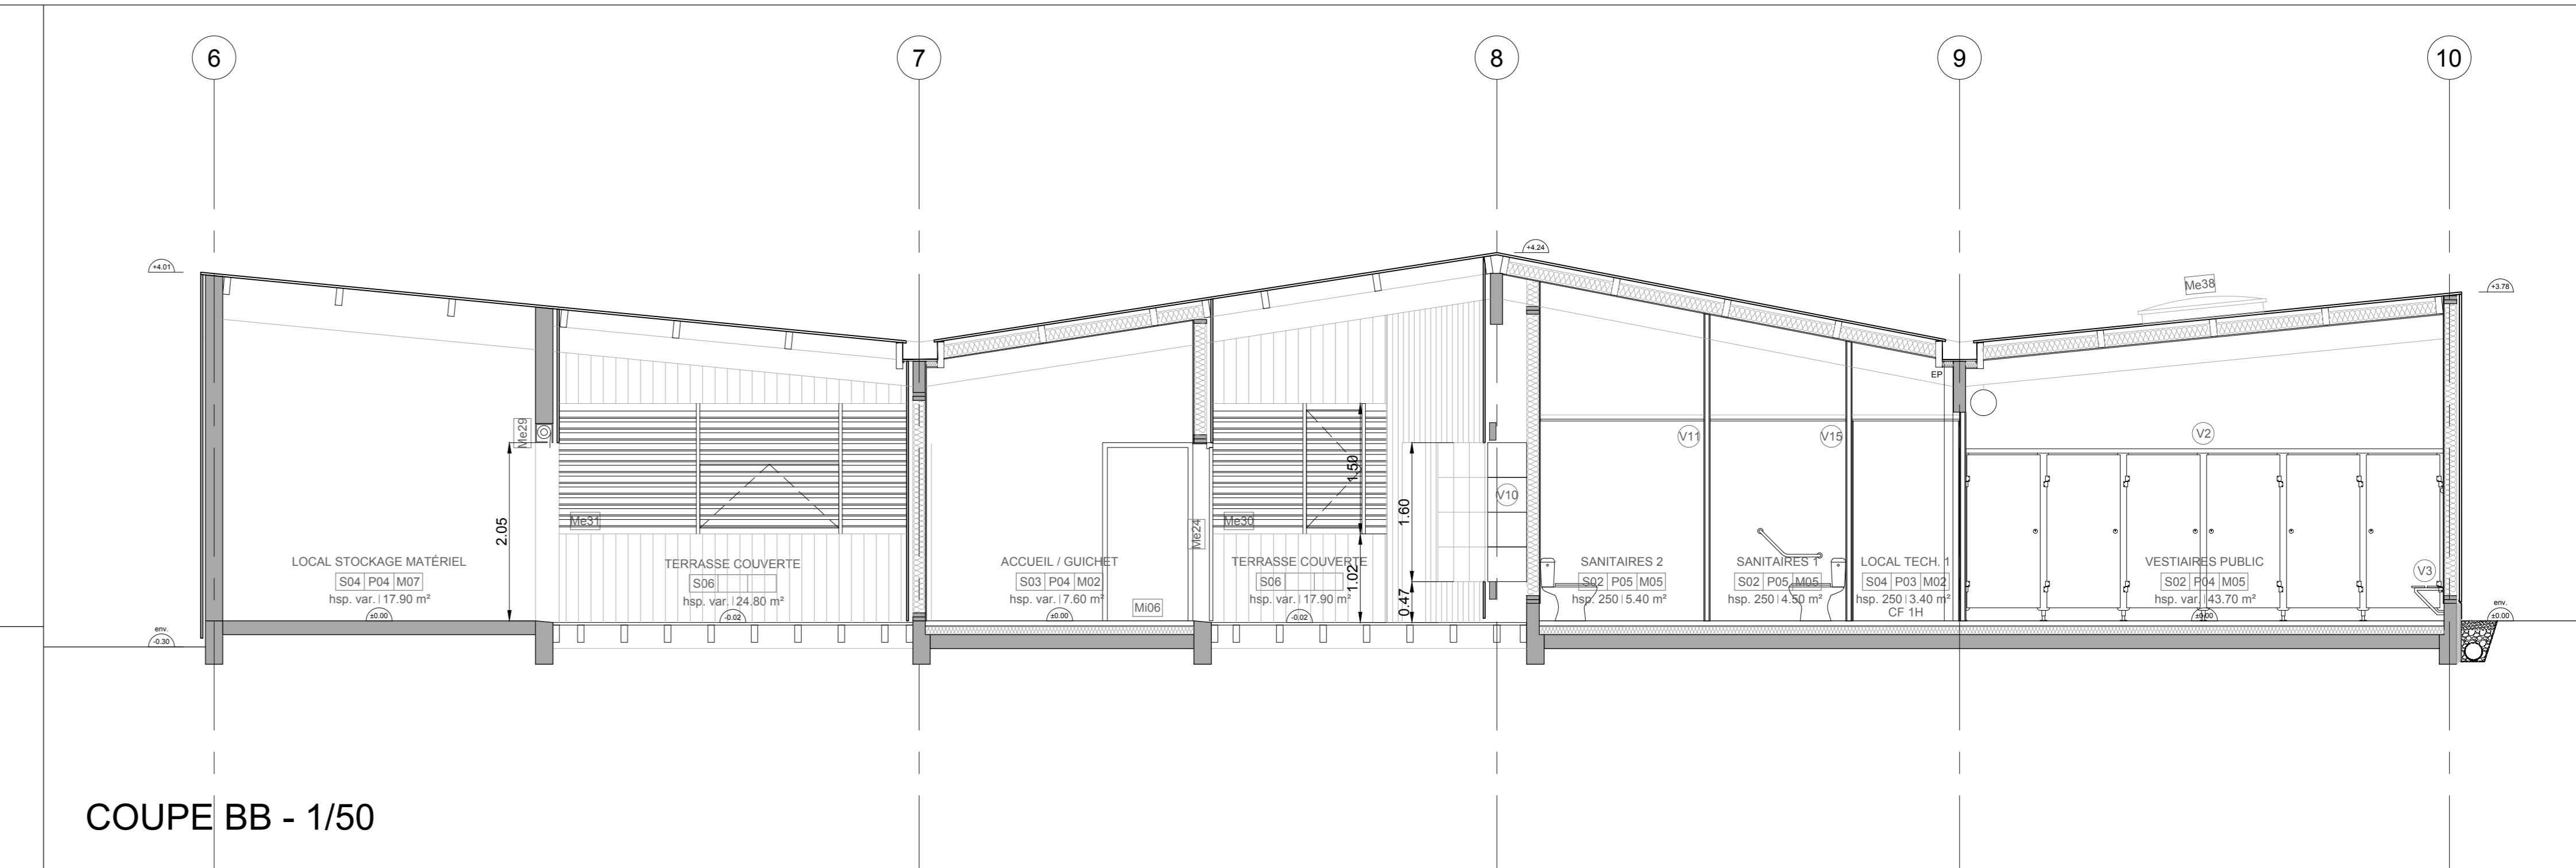 6
7
8
9
10
+4.01
+4.24
Me38
+3.78
EP
Me29
V11
V15
V2
1.50
2.05
1.60
V10
Me31
Me24
Me30
LOCAL STOCKAGE MATÉRIEL
S04 P04 M07
hsp. var. | 17.90 m²
±0.00
TERRASSE COUVERTE
S06
hsp. var. | 24.80 m²
-0.02
ACCUEIL / GUICHET
S03 P04 M02
hsp. var. | 7.60 m²
±0.00
Mi06
TERRASSE COUVERTE
S06
hsp. var. | 17.90 m²
-0.02
1.02
0.47
SANITAIRES 2
S02 P05 M05
hsp. 250 | 5.40 m²
SANITAIRES 1
S02 P05 M05
hsp. 250 | 4.50 m²
LOCAL TECH. 1
S04 P03 M02
hsp. 250 | 3.40 m²
CF 1H
VESTIAIRES PUBLIC
S02 P04 M05
hsp. var. | 43.70 m²
±0.00
V3
env.
-0.30
env.
±0.00
COUPE BB - 1/50